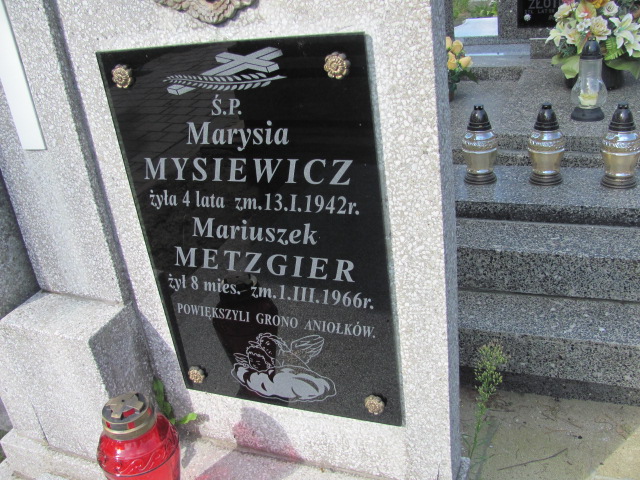 Ś.P.
Marysia
MYSIEWICZ
żyła 4 lata zm.13.I.1942r.
Mariuszek
METZGIER
żył 8 mies. zm.1.III.1966r.
POWIĘKSZYLI GRONO ANIOŁKÓW.